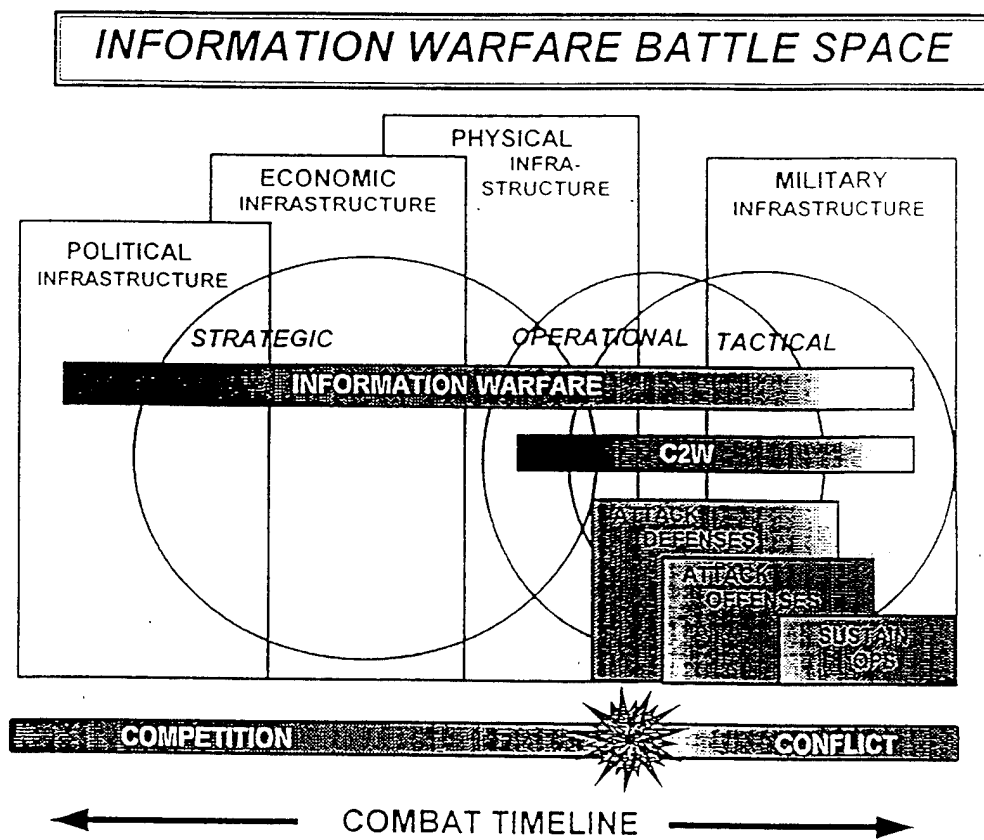 INFORMATION WARFARE BATTLE SPACE
PHYSICAL
INFRA-
STRUCTURE
ECONOMIC
INFRASTRUCTURE
MILITARY
INFRASTRUCTURE
POLITICAL
INFRASTRUCTURE
STRATEGIC
OPERATIONAL
TACTICAL
INFORMATION WARFARE
C2W
ATTACK
DEFENSES
ATTACK
OFFENSES
SUSTAIN
OPS
COMPETITION
CONFLICT
COMBAT TIMELINE